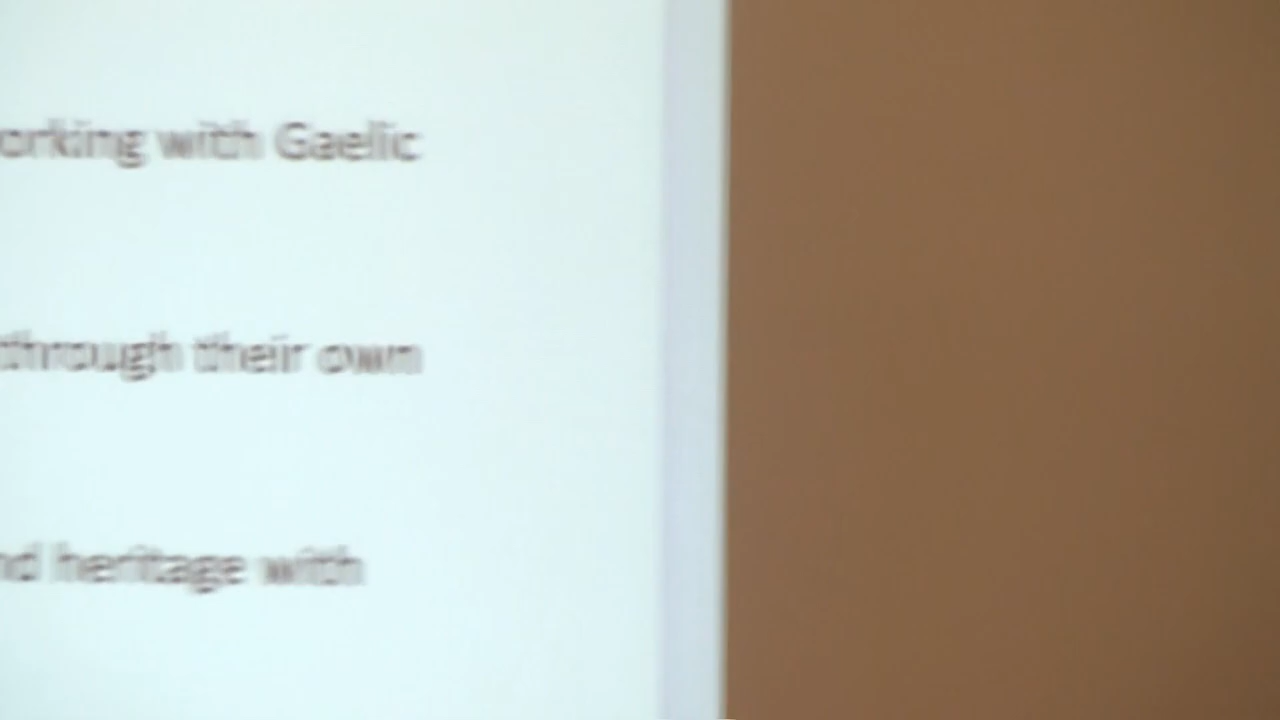 orking with Gaelic
through their own
nd heritage with